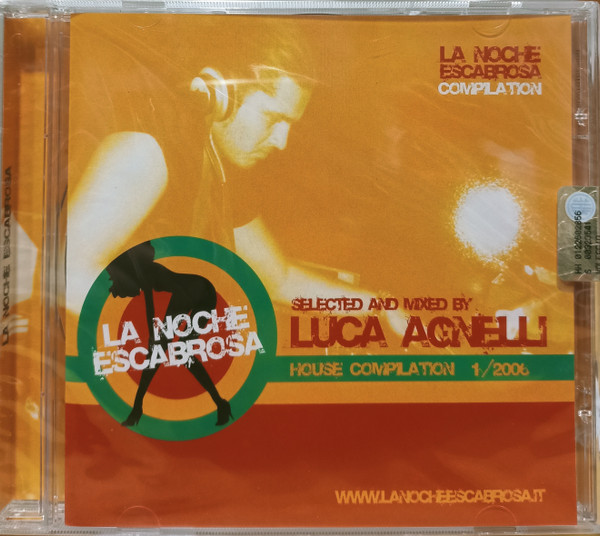 LA NOCHE
ESCABROSA
COMPILATION
LA NOCHE ESCABROSA
SELECTED AND MIXED BY
LUCA AGNELLI
LA NOCHE
ESCABROSA
HOUSE COMPILATION 1/2006
WWW.LANOCHEESCABROSA.IT